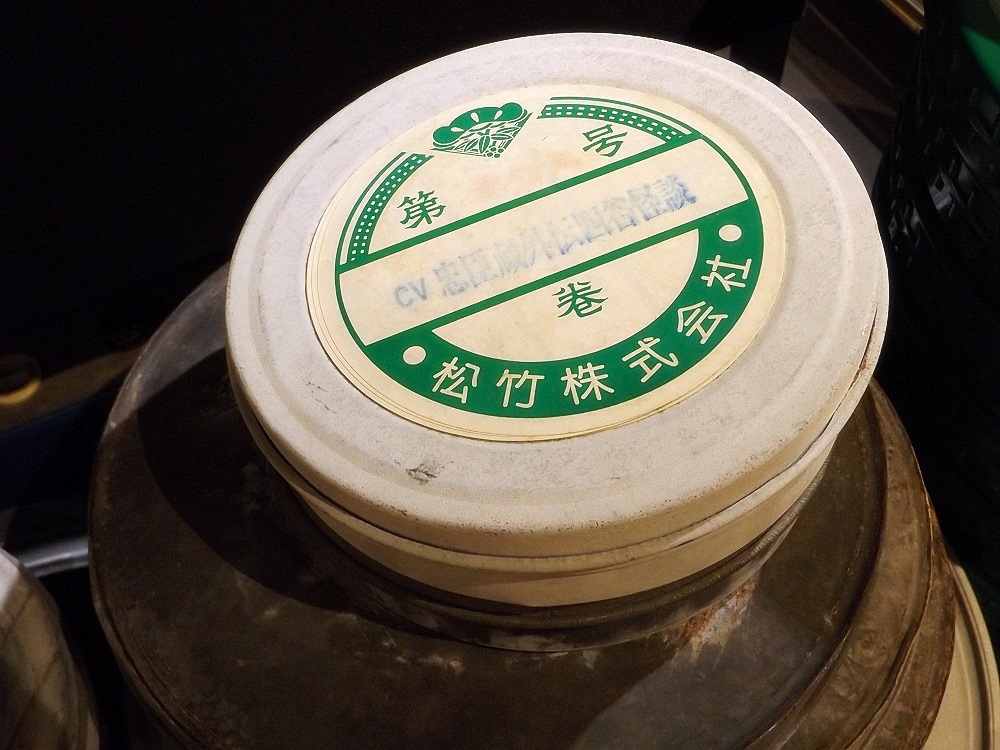 第 号
CV 忠臣蔵外伝四谷怪談
巻
松竹株式会社